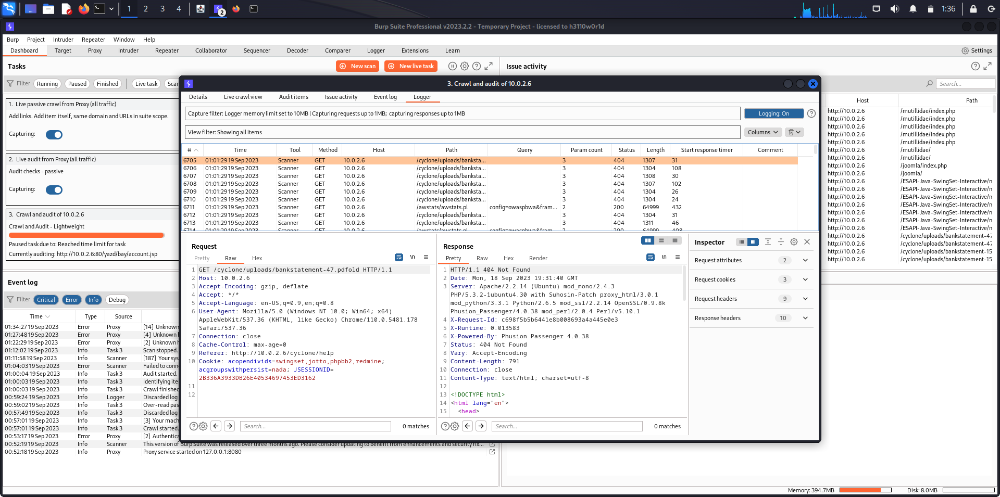 1 2 3 4 2 1:36
Burp Suite Professional v2023.2.2 - Temporary Project - licensed to h3110w0r1d
Burp Project Intruder Repeater Window Help
Dashboard Target Proxy Intruder Repeater Collaborator Sequencer Decoder Comparer Logger Extensions Learn Settings
Tasks New scan New live task
Filter Running Paused Finished Live task
1. Live passive crawl from Proxy (all traffic)
Add links. Add item itself, same domain and URLs in suite scope.
Capturing:
2. Live audit from Proxy (all traffic)
Audit checks - passive
Capturing:
3. Crawl and audit of 10.0.2.6
Crawl and Audit - Lightweight
Paused task due to: Reached time limit for task
Currently auditing: http://10.0.2.6:80/yazd/bay/account.jsp
Event log
Filter Critical Error Info Debug
Time Type Source
01:34:27 19 Sep 2023 Error Proxy [14] Unknown
01:27:48 19 Sep 2023 Error Proxy [4] Unknown
01:22:29 19 Sep 2023 Error Proxy [2] Unknown
01:12:02 19 Sep 2023 Info Task 3 Scan stopped.
01:11:58 19 Sep 2023 Info Scanner [187] Your sys
01:04:03 19 Sep 2023 Error Scanner Failed to conn
01:00:04 19 Sep 2023 Info Task 3 Audit started.
01:00:03 19 Sep 2023 Info Task 3 Identifying ite
01:00:03 19 Sep 2023 Info Task 3 Crawl finished
00:59:24 19 Sep 2023 Info Logger Discarded log
00:59:02 19 Sep 2023 Info Task 3 Over-read pas
00:57:49 19 Sep 2023 Info Task 3 Discarded log
00:57:01 19 Sep 2023 Info Task 3 [3] Your mach
00:57:01 19 Sep 2023 Info Task 3 Crawl started.
00:53:17 19 Sep 2023 Error Proxy [2] Authentica
00:52:19 19 Sep 2023 Info Scanner This version of Burp Suite was released over three months ago. Please consider updating to benefit from enhancements and security fix...
00:52:18 19 Sep 2023 Info Proxy Proxy service started on 127.0.0.1:8080
3. Crawl and audit of 10.0.2.6
Details Live crawl view Audit items Issue activity Event log Logger
Capture filter: Logger memory limit set to 10MB | Capturing requests up to 1MB; capturing responses up to 1MB Logging: On
View filter: Showing all items Columns
# Time Tool Method Host Path Query Param count Status Length Start response timer Comment
6705 01:01:29 19 Sep 2023 Scanner GET 10.0.2.6 /cyclone/uploads/banksta... 3 404 1307 31
6706 01:01:29 19 Sep 2023 Scanner GET 10.0.2.6 /cyclone/uploads/banksta... 3 404 1304 108
6707 01:01:29 19 Sep 2023 Scanner GET 10.0.2.6 /cyclone/uploads/banksta... 3 404 1308 30
6708 01:01:29 19 Sep 2023 Scanner GET 10.0.2.6 /cyclone/uploads/banksta... 3 404 1307 102
6709 01:01:29 19 Sep 2023 Scanner GET 10.0.2.6 /cyclone/uploads/banksta... 3 404 1304 26
6710 01:01:29 19 Sep 2023 Scanner GET 10.0.2.6 /cyclone/uploads/banksta... 3 404 1304 24
6711 01:01:29 19 Sep 2023 Scanner GET 10.0.2.6 /awstats/awstats.pl config=owaspbwa&fram... 2 200 64999 432
6712 01:01:29 19 Sep 2023 Scanner GET 10.0.2.6 /cyclone/uploads/banksta... 3 404 1304 31
6713 01:01:29 19 Sep 2023 Scanner GET 10.0.2.6 /cyclone/uploads/banksta... 3 404 1311 46
6714 01:01:29 19 Sep 2023 Scanner GET 10.0.2.6 /awstats/awstats.pl config=owaspbwa&fram 2 200 64999 408
Request
Pretty Raw Hex \n
1 GET /cyclone/uploads/bankstatement-47.pdfold HTTP/1.1
2 Host: 10.0.2.6
3 Accept-Encoding: gzip, deflate
4 Accept: */*
5 Accept-Language: en-US;q=0.9,en;q=0.8
6 User-Agent: Mozilla/5.0 (Windows NT 10.0; Win64; x64)
AppleWebKit/537.36 (KHTML, like Gecko) Chrome/110.0.5481.178
Safari/537.36
7 Connection: close
8 Cache-Control: max-age=0
9 Referer: http://10.0.2.6/cyclone/help
10 Cookie: acopendivids=swingset,jotto,phpbb2,redmine;
acgroupswithpersist=nada; JSESSIONID=
2B336A3933DB26E40534697453ED3162
11
12
Search... 0 matches
Response
Pretty Raw Hex Render \n
1 HTTP/1.1 404 Not Found
2 Date: Mon, 18 Sep 2023 19:31:40 GMT
3 Server: Apache/2.2.14 (Ubuntu) mod_mono/2.4.3
PHP/5.3.2-1ubuntu4.30 with Suhosin-Patch proxy_html/3.0.1
mod_python/3.3.1 Python/2.6.5 mod_ssl/2.2.14 OpenSSL/0.9.8k
Phusion_Passenger/4.0.38 mod_perl/2.0.4 Perl/v5.10.1
4 X-Request-Id: c698f5b5b6441e8b008693a4a445e0e3
5 X-Runtime: 0.013583
6 X-Powered-By: Phusion Passenger 4.0.38
7 Status: 404 Not Found
8 Vary: Accept-Encoding
9 Content-Length: 791
10 Connection: close
11 Content-Type: text/html; charset=utf-8
12
13 <!DOCTYPE html>
14 <html lang="en">
15 <head>
Search... 0 matches
Inspector
Request attributes 2
Request cookies 3
Request headers 9
Response headers 10
Issue activity
Search...
Host Path
http://10.0.2.6 /mutillidae/index.php
http://10.0.2.6 /mutillidae/index.php
http://10.0.2.6 /mutillidae/index.php
http://10.0.2.6 /mutillidae/index.php
http://10.0.2.6 /mutillidae/index.php
http://10.0.2.6 /mutillidae/
http://10.0.2.6 /mutillidae/
http://10.0.2.6 /joomla/index.php
http://10.0.2.6 /joomla/
http://10.0.2.6 /ESAPI-Java-SwingSet-Interactive/n
http://10.0.2.6 /ESAPI-Java-SwingSet-Interactive/n
http://10.0.2.6 /ESAPI-Java-SwingSet-Interactive/n
http://10.0.2.6 /ESAPI-Java-SwingSet-Interactive/n
http://10.0.2.6 /ESAPI-Java-SwingSet-Interactive/n
http://10.0.2.6 /ESAPI-Java-SwingSet-Interactive/n
http://10.0.2.6 /ESAPI-Java-SwingSet-Interactive/n
http://10.0.2.6 /cyclone/uploads/bankstatement-47
http://10.0.2.6 /cyclone/uploads/bankstatement-47
http://10.0.2.6 /cyclone/uploads/bankstatement-15
http://10.0.2.6 /cyclone/uploads/bankstatement-15
Memory: 394.7MB Disk: 8.0MB